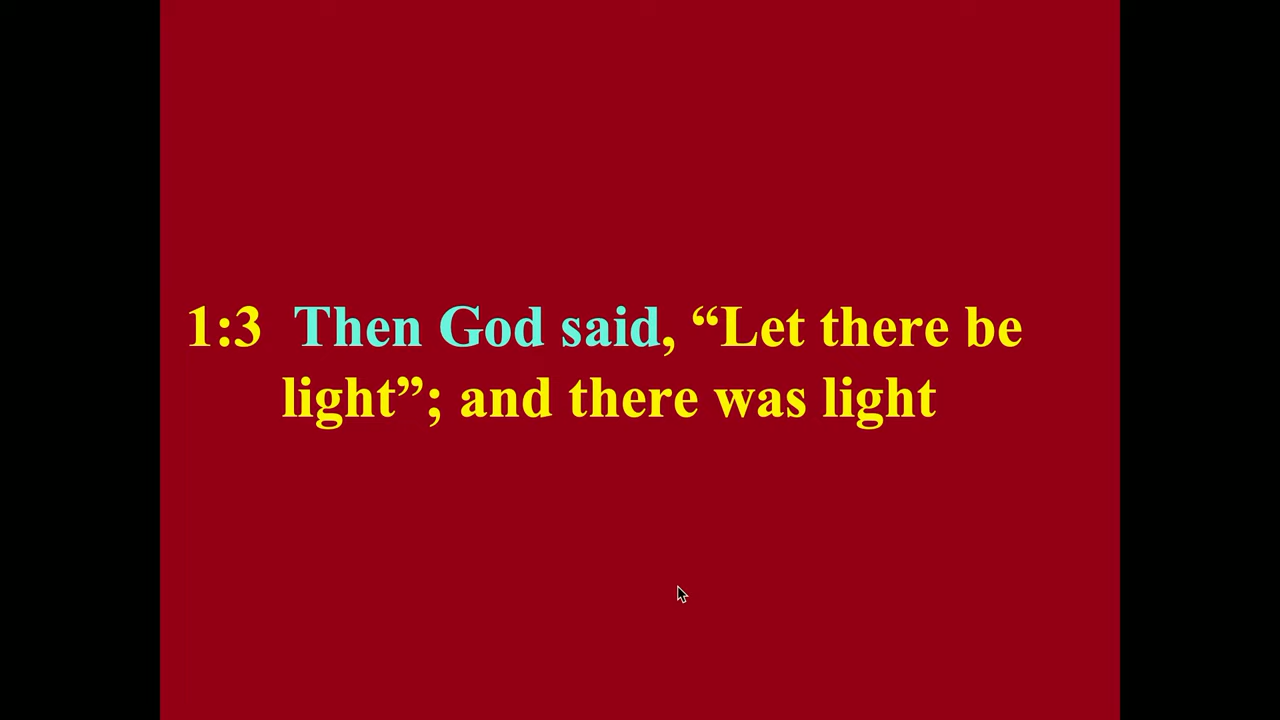 1:3  Then God said, “Let there be
light”; and there was light